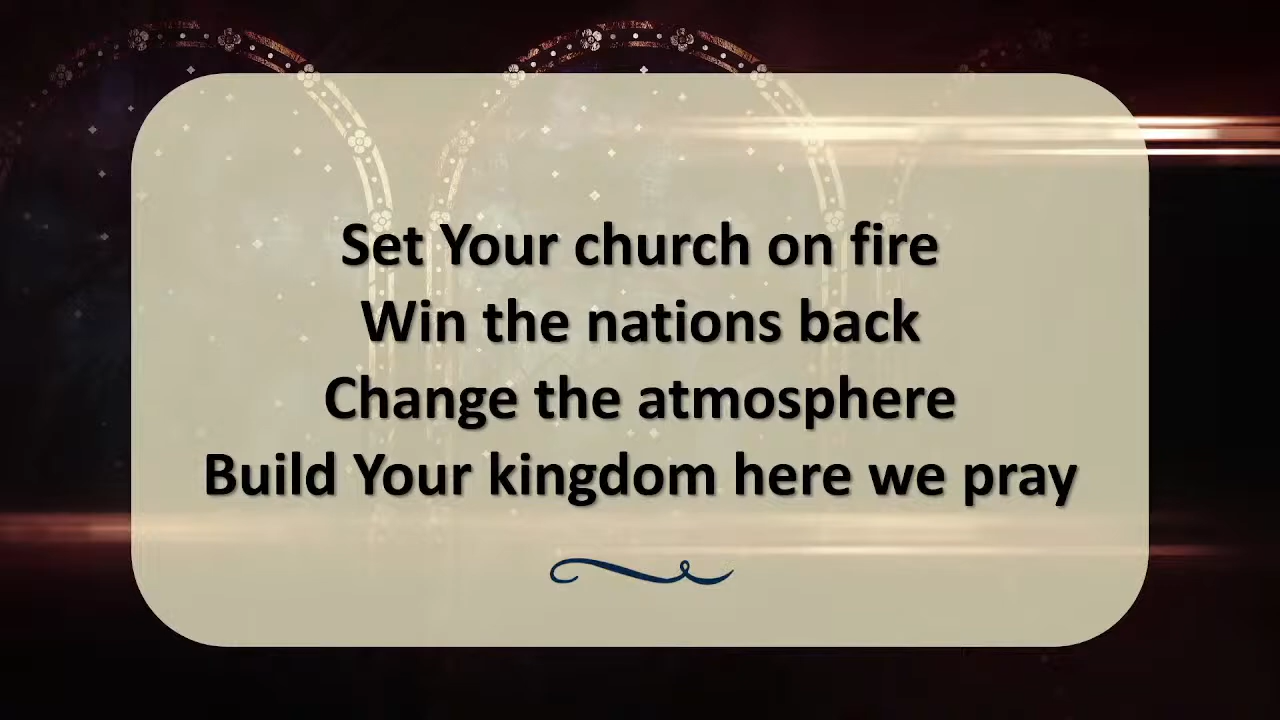 Set Your church on fire
Win the nations back
Change the atmosphere
Build Your kingdom here we pray